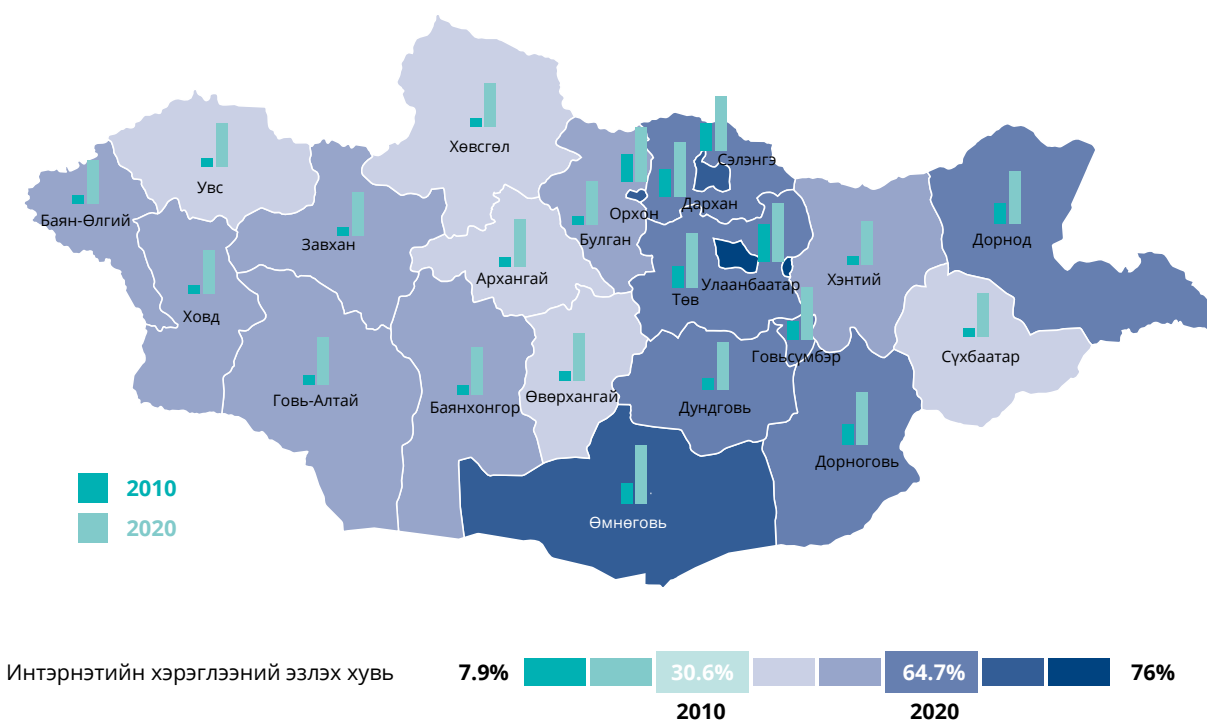 Хөвсгөл
Сэлэнгэ
Увс
Баян-Өлгий
Орхон
Дархан
Завхан
Булган
Дорнод
Архангай
Төв
Улаанбаатар
Хэнтий
Ховд
Говьсүмбэр
Сүхбаатар
Говь-Алтай
Баянхонгор
Өвөрхангай
Дундговь
Дорноговь
2010
Өмнөговь
2020
Интэрнэтийн хэрэглээний эзлэх хувь 7.9% 30.6% 64.7% 76%
2010 2020